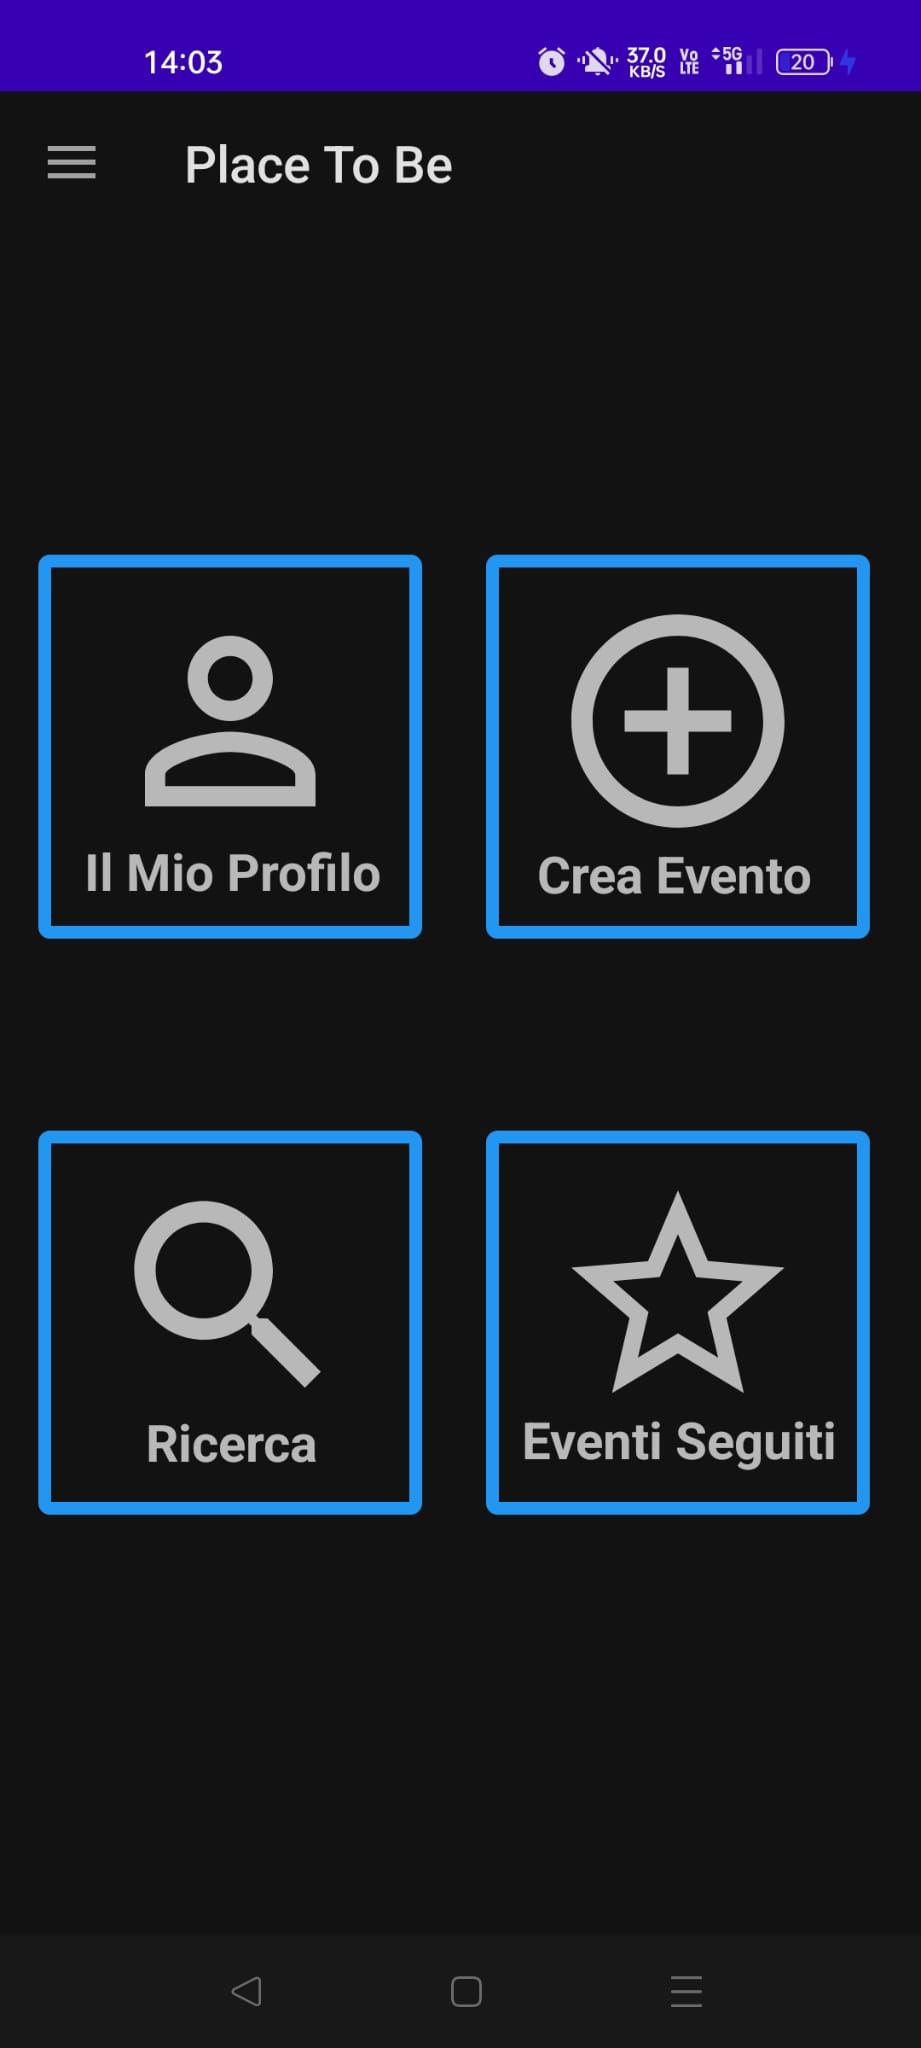 14:03
37.0 KB/S
Vo LTE
5G
20
Place To Be
Il Mio Profilo
Crea Evento
Ricerca
Eventi Seguiti